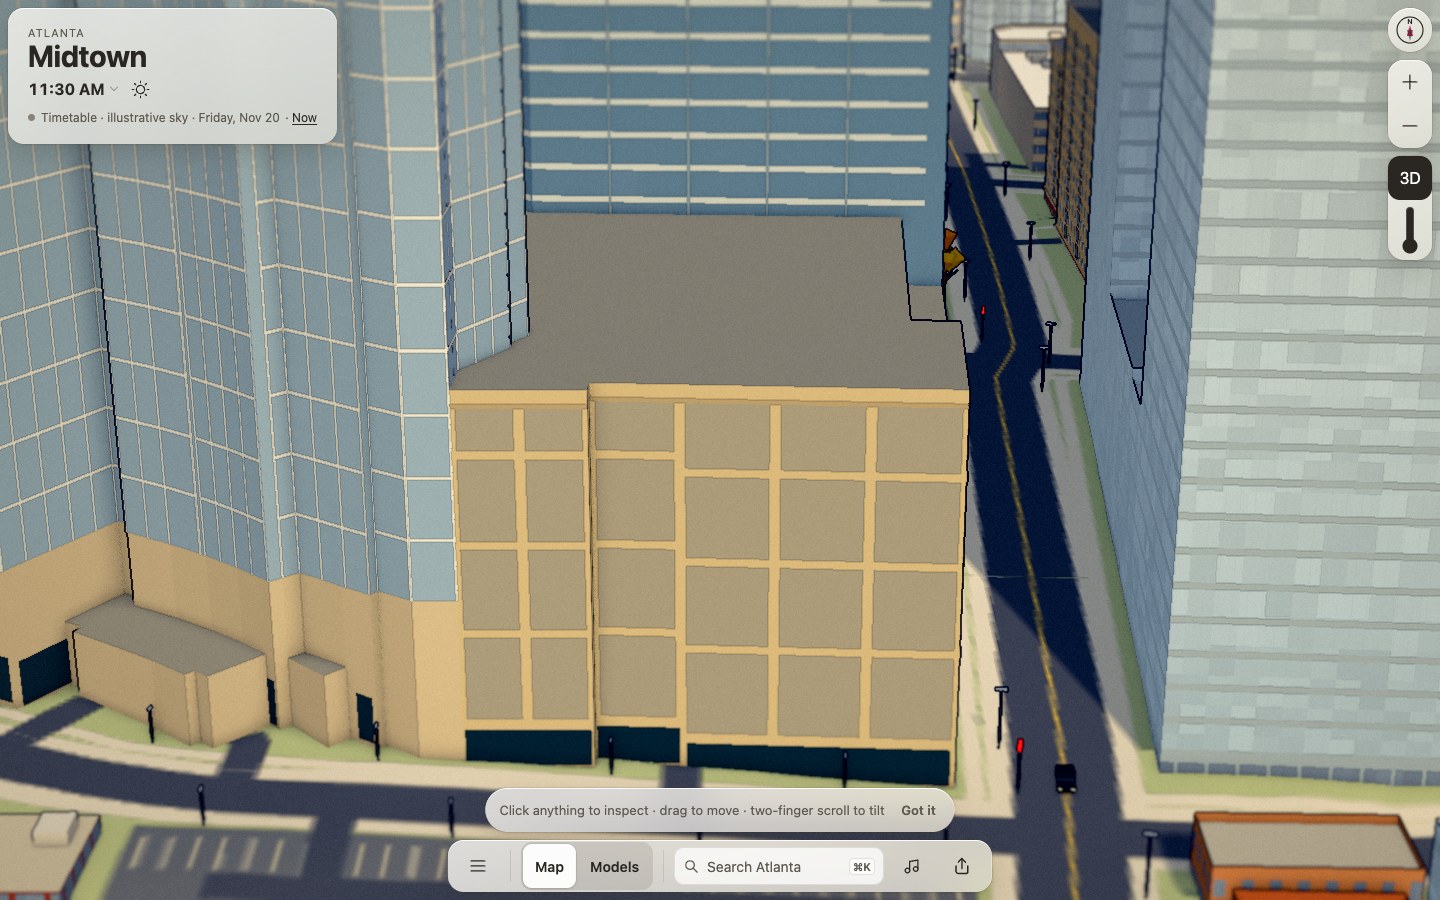 ATLANTA
Midtown
11:30 AM
Timetable · illustrative sky · Friday, Nov 20 · Now
N
+
−
3D
Click anything to inspect · drag to move · two-finger scroll to tilt Got it
Map Models Search Atlanta ⌘K